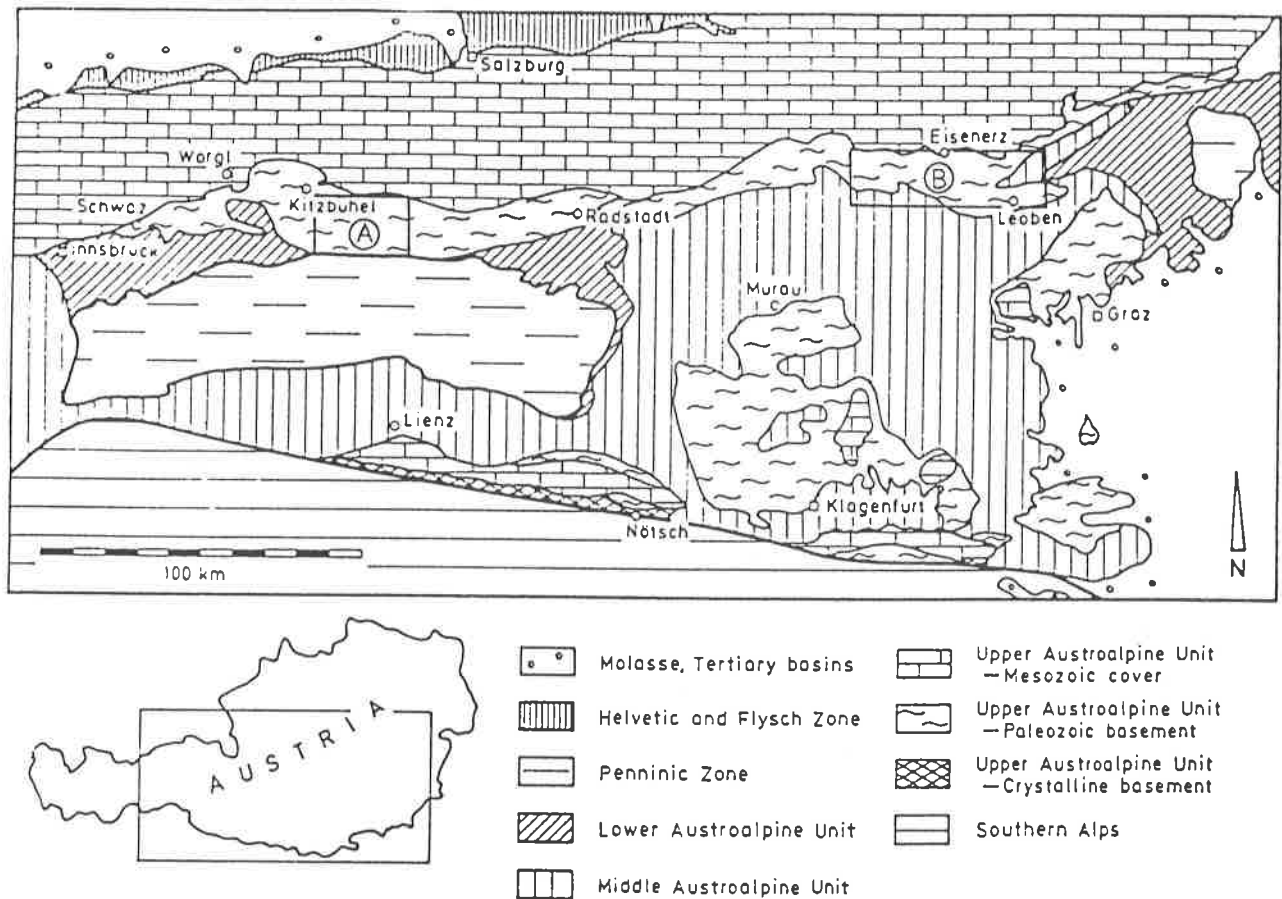 Salzburg
Eisenerz
Wörgl
B
Schwaz
Kitzbühel
Radstadt
Leoben
A
Innsbruck
Murau
Graz
Lienz
Klagenfurt
Nötsch
100 km
N
AUSTRIA
Molasse, Tertiary basins
Helvetic and Flysch Zone
Penninic Zone
Lower Austroalpine Unit
Middle Austroalpine Unit
Upper Austroalpine Unit
— Mesozoic cover
Upper Austroalpine Unit
— Paleozoic basement
Upper Austroalpine Unit
— Crystalline basement
Southern Alps